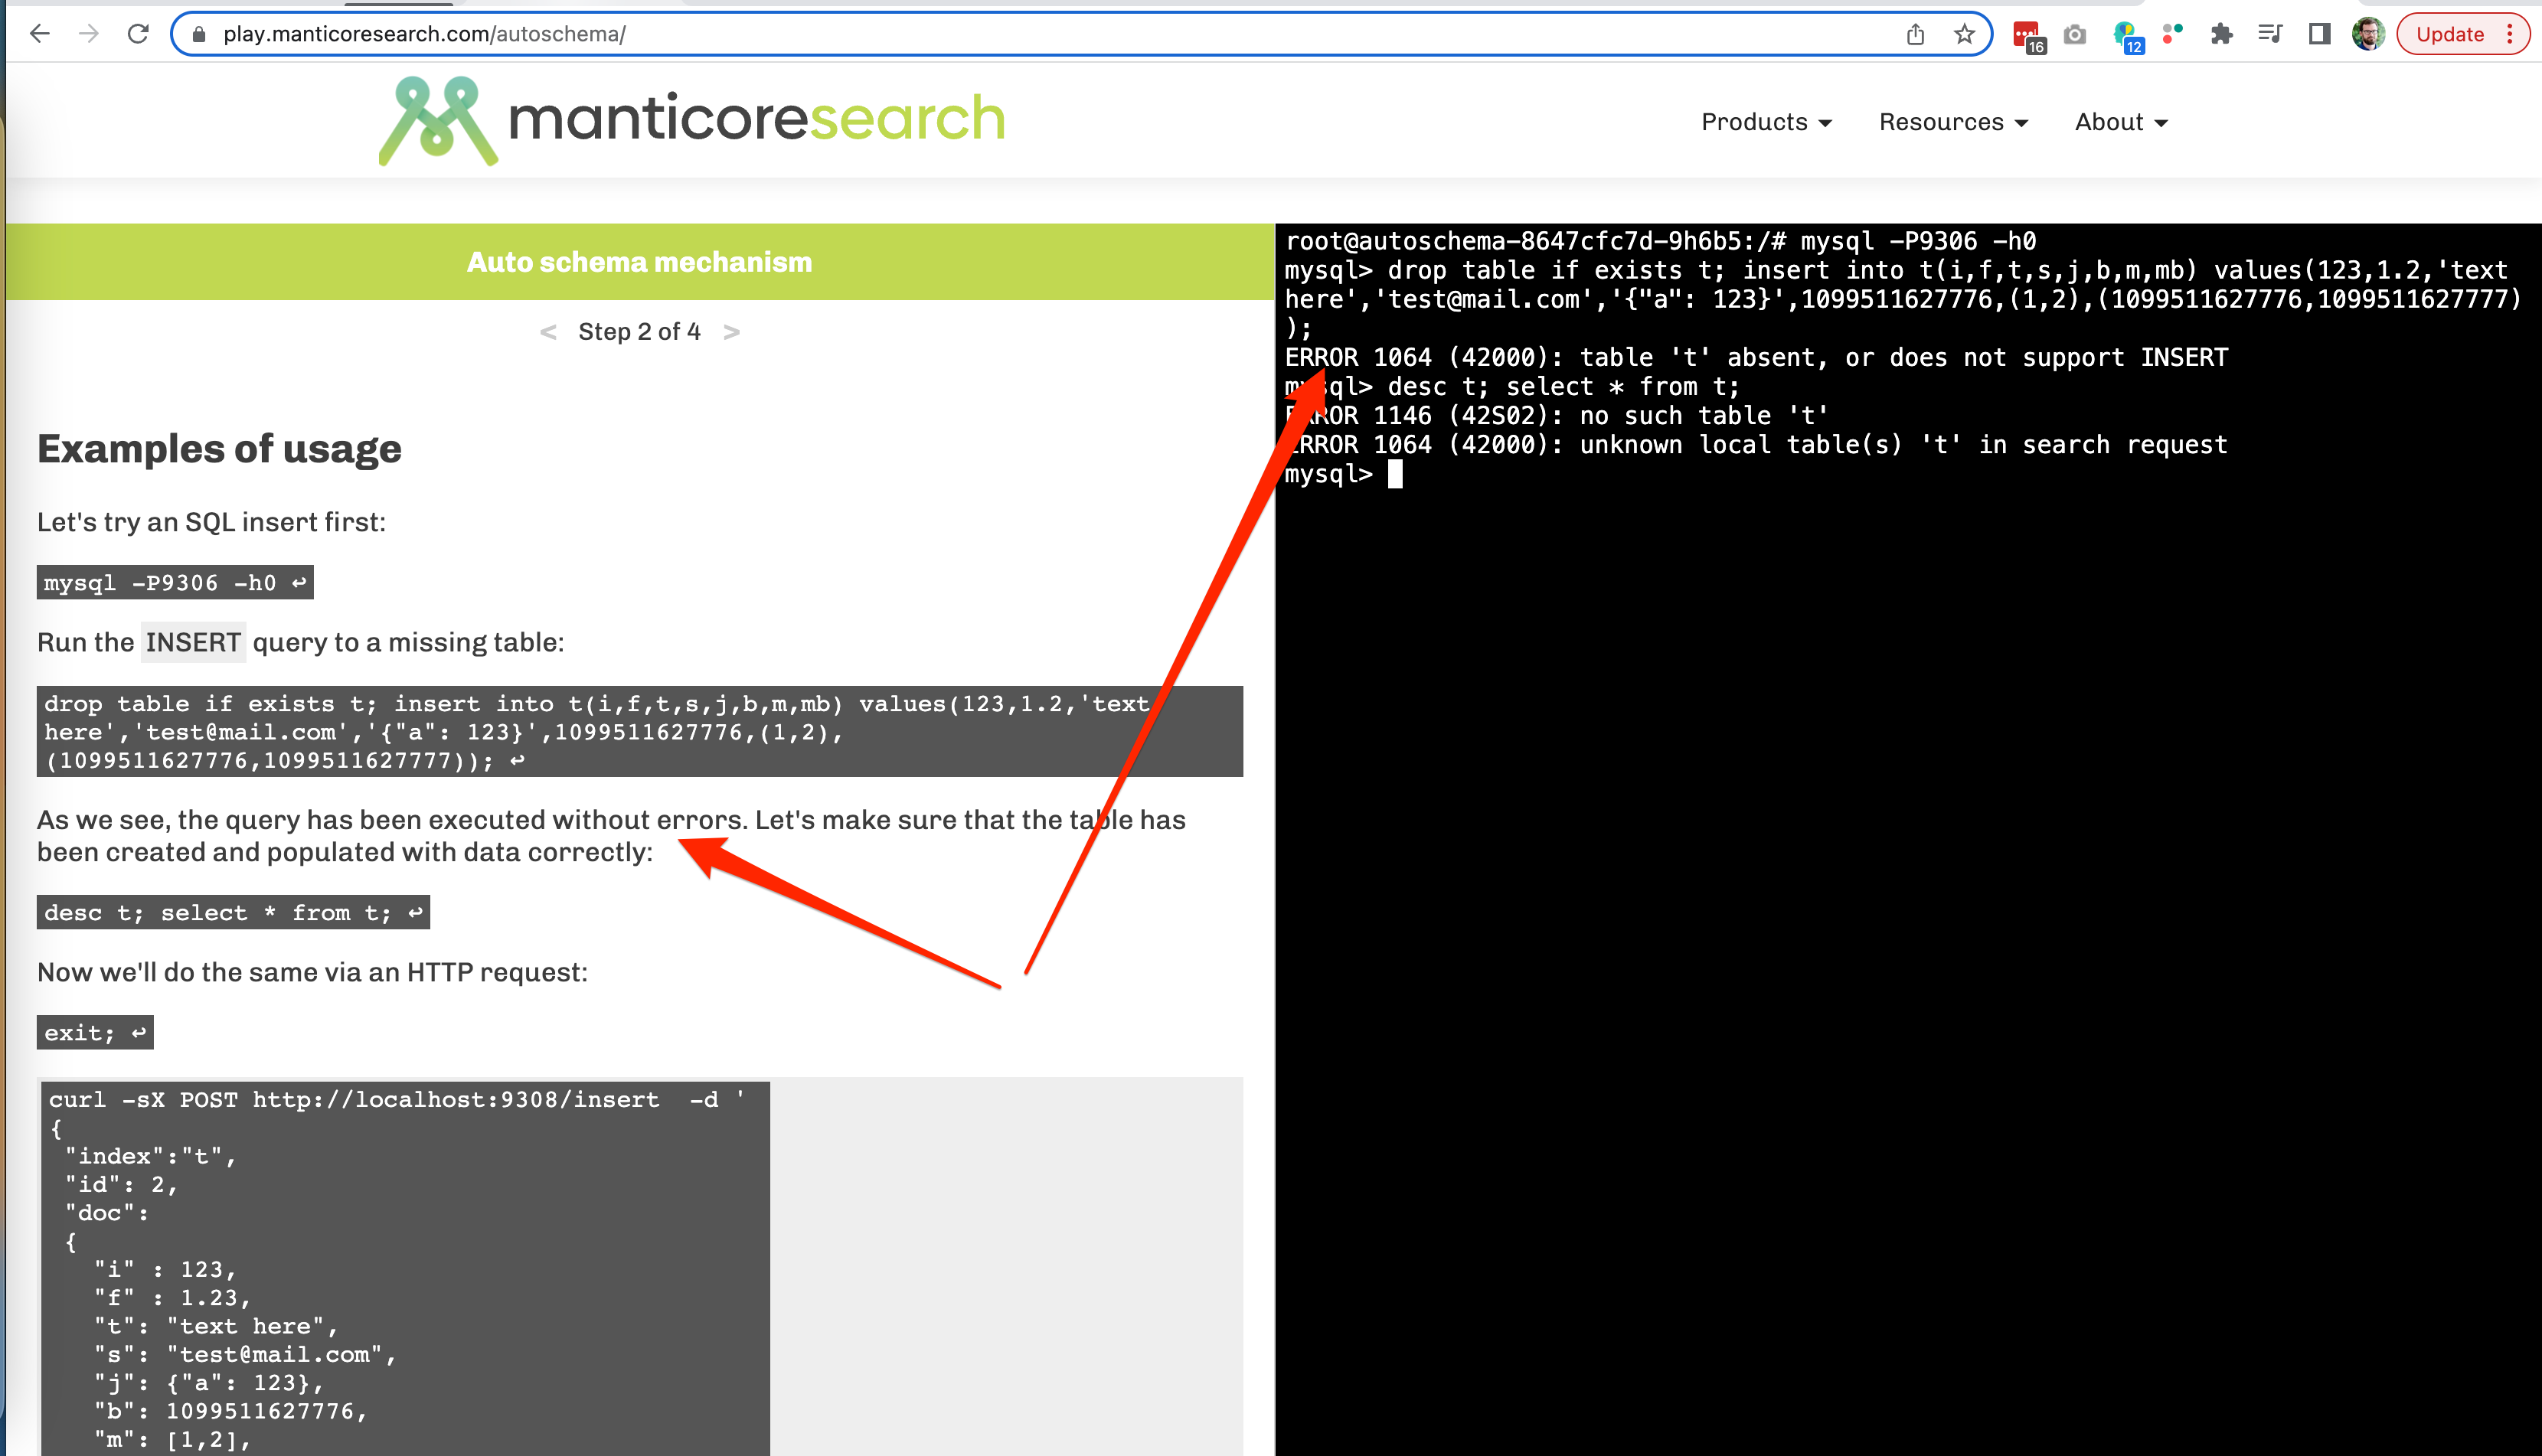 play.manticoresearch.com/autoschema/
16
12
Update
manticoresearch
Products
Resources
About
Auto schema mechanism
< Step 2 of 4 >
Examples of usage
Let's try an SQL insert first:
mysql -P9306 -h0 ↩
Run the INSERT query to a missing table:
drop table if exists t; insert into t(i,f,t,s,j,b,m,mb) values(123,1.2,'text
here','test@mail.com','{"a": 123}',1099511627776,(1,2),
(1099511627776,1099511627777)); ↩
As we see, the query has been executed without errors. Let's make sure that the table has
been created and populated with data correctly:
desc t; select * from t; ↩
Now we'll do the same via an HTTP request:
exit; ↩
curl -sX POST http://localhost:9308/insert  -d '
{
"index":"t",
"id": 2,
"doc":
{
"i" : 123,
"f" : 1.23,
"t": "text here",
"s": "test@mail.com",
"j": {"a": 123},
"b": 1099511627776,
"m": [1,2],
root@autoschema-8647cfc7d-9h6b5:/# mysql -P9306 -h0
mysql> drop table if exists t; insert into t(i,f,t,s,j,b,m,mb) values(123,1.2,'text
here','test@mail.com','{"a": 123}',1099511627776,(1,2),(1099511627776,1099511627777)
);
ERROR 1064 (42000): table 't' absent, or does not support INSERT
mysql> desc t; select * from t;
ERROR 1146 (42S02): no such table 't'
ERROR 1064 (42000): unknown local table(s) 't' in search request
mysql>